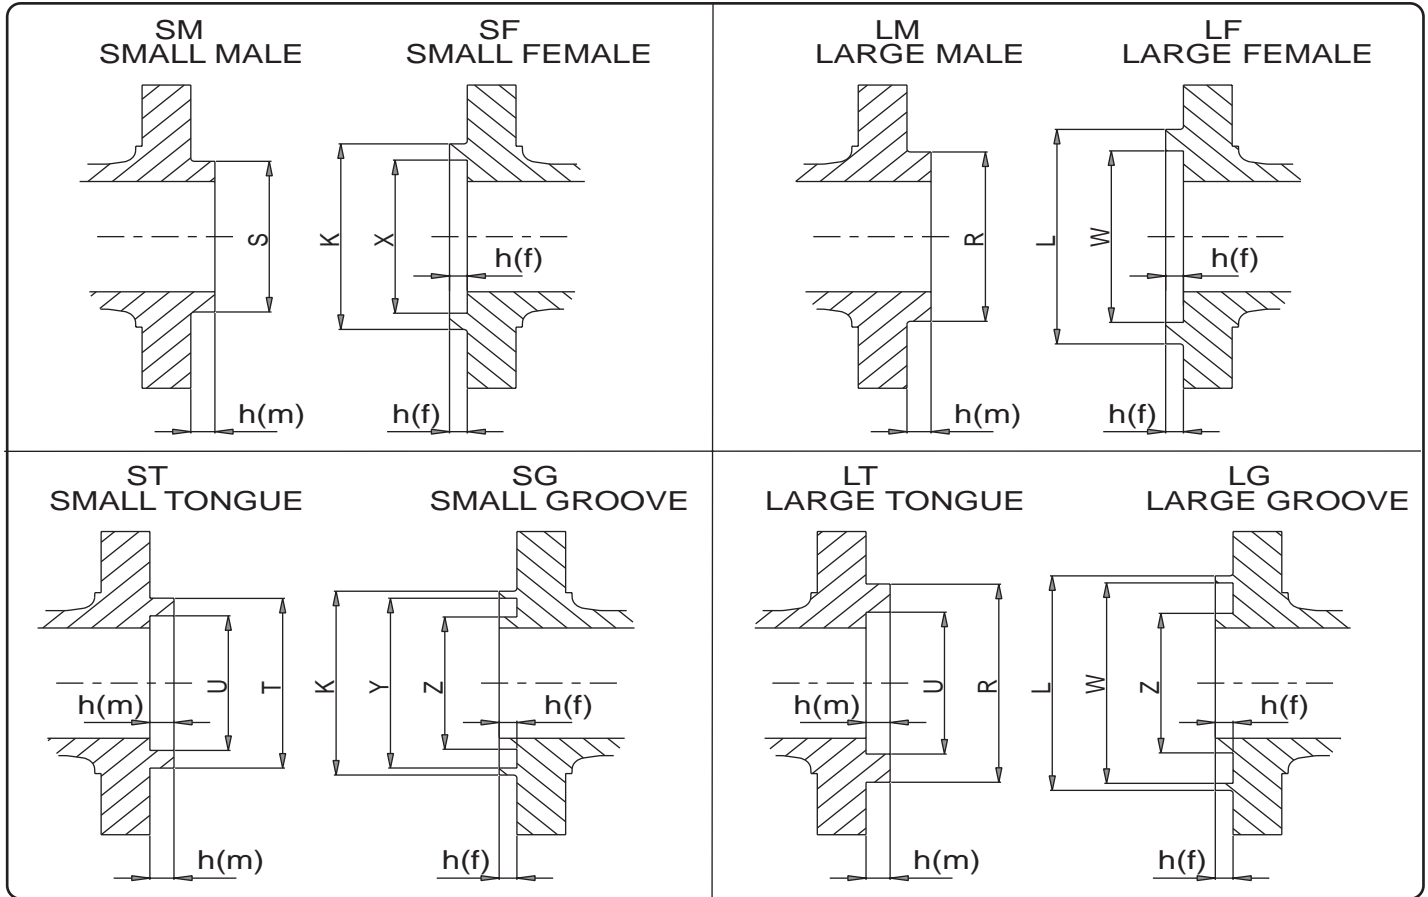 SM
SMALL MALE
SF
SMALL FEMALE
S
h(m)
K
X
h(f)
h(f)
LM
LARGE MALE
LF
LARGE FEMALE
R
h(m)
L
W
h(f)
h(f)
ST
SMALL TONGUE
SG
SMALL GROOVE
h(m)
U
T
h(m)
K
Y
Z
h(f)
h(f)
LT
LARGE TONGUE
LG
LARGE GROOVE
h(m)
U
R
h(m)
L
W
Z
h(f)
h(f)